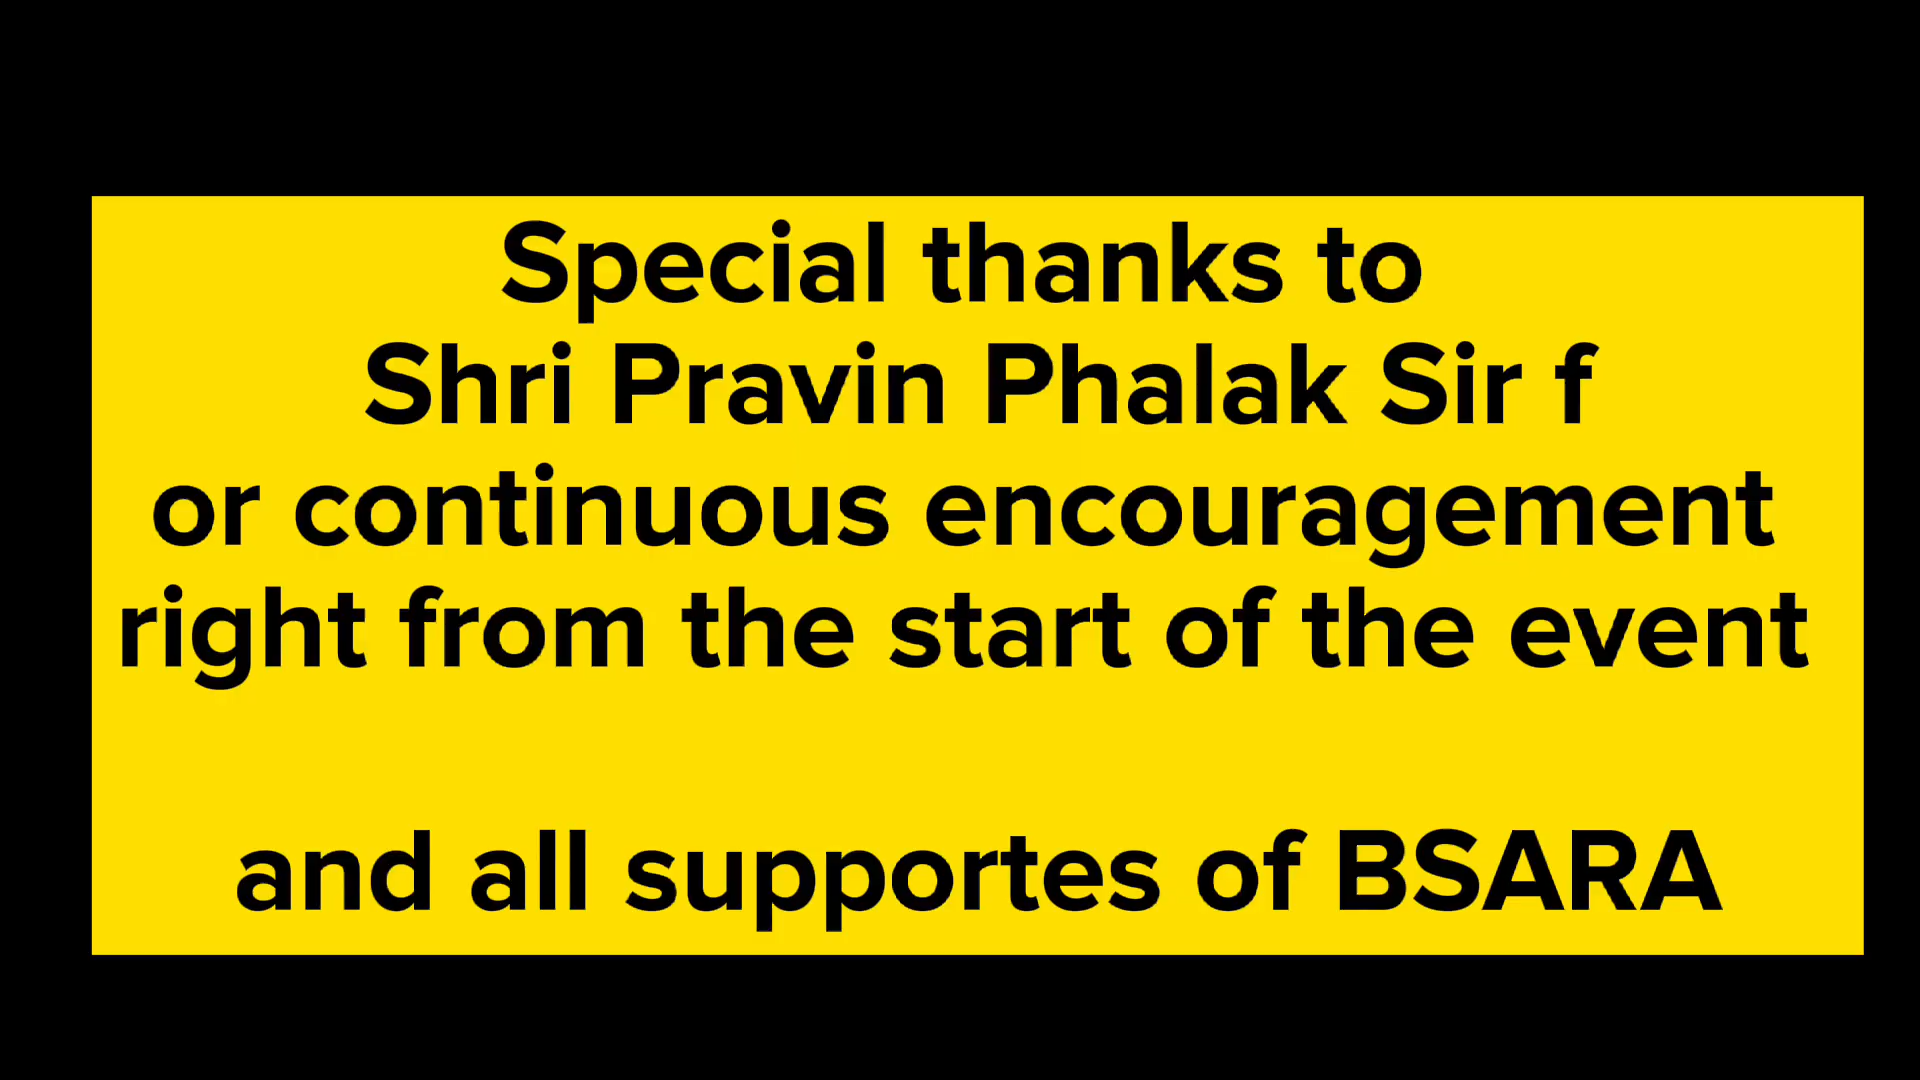 Special thanks to
Shri Pravin Phalak Sir f
or continuous encouragement
right from the start of the event
and all supportes of BSARA